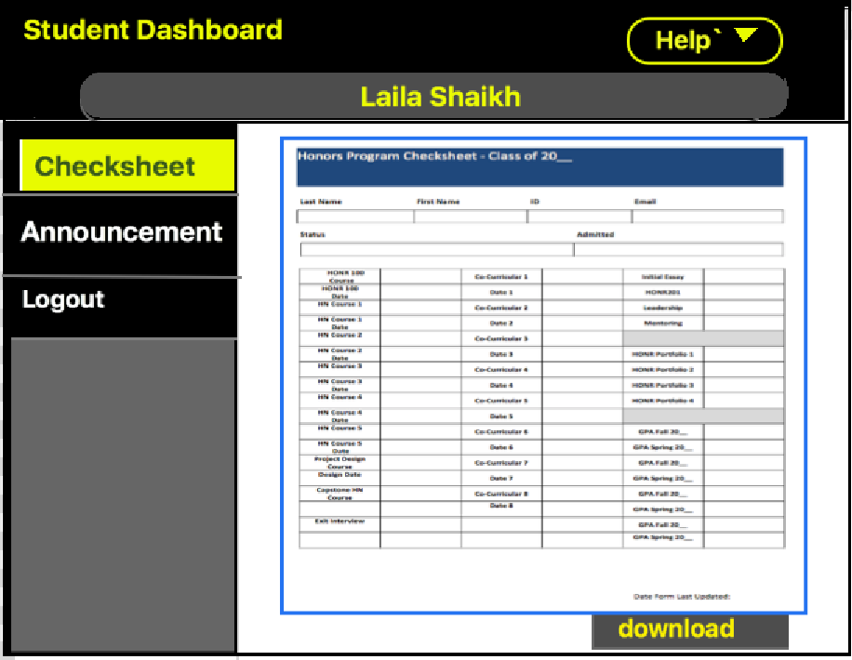 Student Dashboard
Help` ▼
Laila Shaikh
Checksheet
Announcement
Logout
Honors Program Checksheet - Class of 20__
Last Name First Name ID Email
Status Admitted
HONR 100 Course Co-Curricular 1 Initial Essay
HONR 100 Date Date 1 HONR201
HN Course 1 Co-Curricular 2 Leadership
HN Course 1 Date Date 2 Mentoring
HN Course 2 Co-Curricular 3
HN Course 2 Date Date 3 HONR Portfolio 1
HN Course 3 Co-Curricular 4 HONR Portfolio 2
HN Course 3 Date Date 4 HONR Portfolio 3
HN Course 4 Co-Curricular 5 HONR Portfolio 4
HN Course 4 Date Date 5
HN Course 5 Co-Curricular 6 GPA Fall 20__
HN Course 5 Date Date 6 GPA Spring 20__
Project Design Course Co-Curricular 7 GPA Fall 20__
Design Date Date 7 GPA Spring 20__
Capstone HN Course Co-Curricular 8 GPA Fall 20__
Date 8 GPA Spring 20__
Exit Interview GPA Fall 20__
GPA Spring 20__
Date Form Last Updated:
download